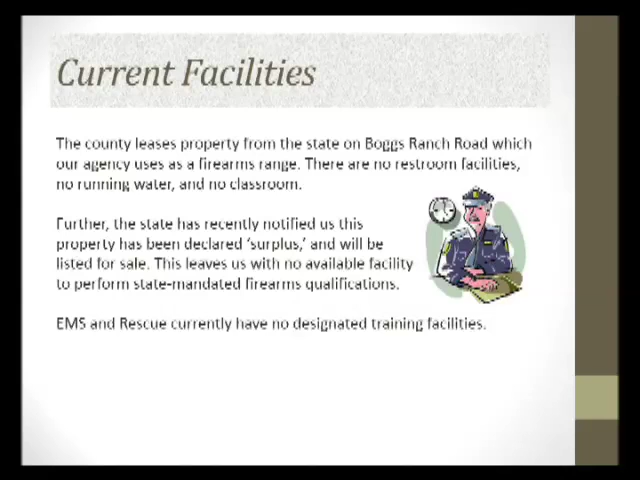 Current Facilities
The county leases property from the state on Boggs Ranch Road which
our agency uses as a firearms range. There are no restroom facilities,
no running water, and no classroom.
Further, the state has recently notified us this
property has been declared ‘surplus,’ and will be
listed for sale. This leaves us with no available facility
to perform state-mandated firearms qualifications.
EMS and Rescue currently have no designated training facilities.